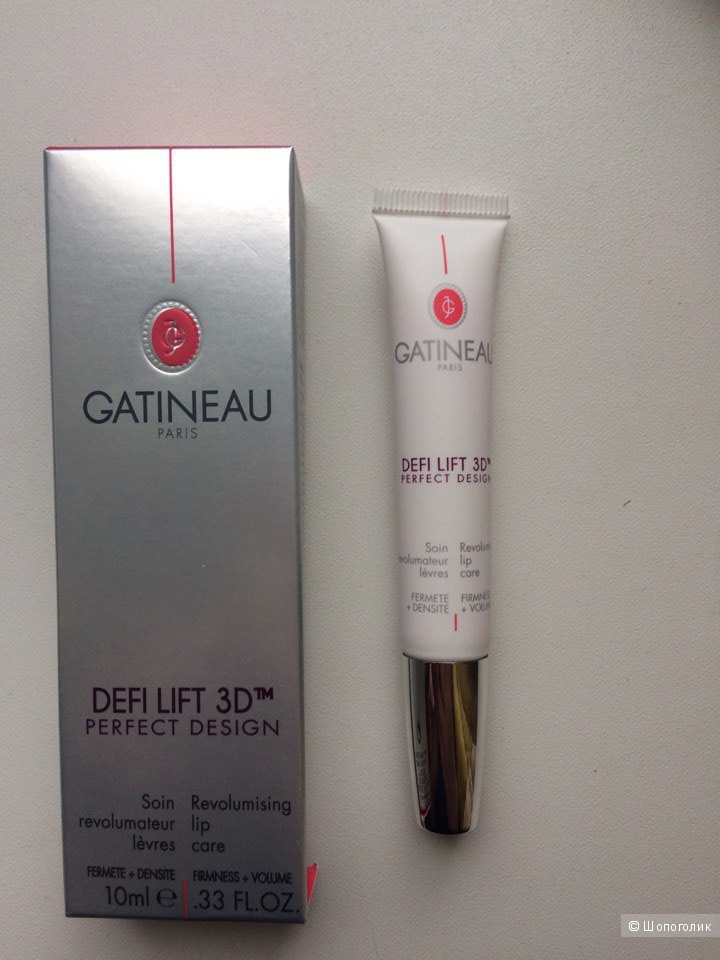 GATINEAU
PARIS
DEFI LIFT 3D™
PERFECT DESIGN
Soin Revolumising
revolumateur lip
lèvres care
FERMETE + DENSITE FIRMNESS + VOLUME
10ml ℮ .33 FL.OZ.
GATINEAU
PARIS
DEFI LIFT 3D™
PERFECT DESIGN
Soin
lip
lèvres care
FERMETE
+ DENSITE +
© Шопоголик